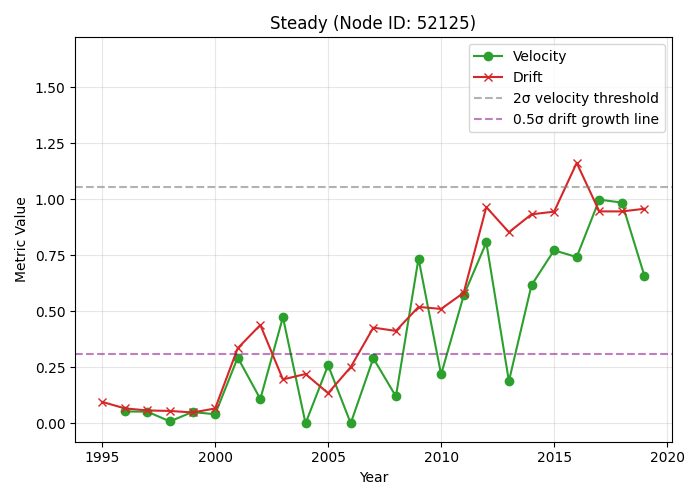 Steady (Node ID: 52125)
Velocity
Drift
2σ velocity threshold
0.5σ drift growth line
1.50
1.25
1.00
0.75
0.50
0.25
0.00
Metric Value
1995 2000 2005 2010 2015 2020
Year